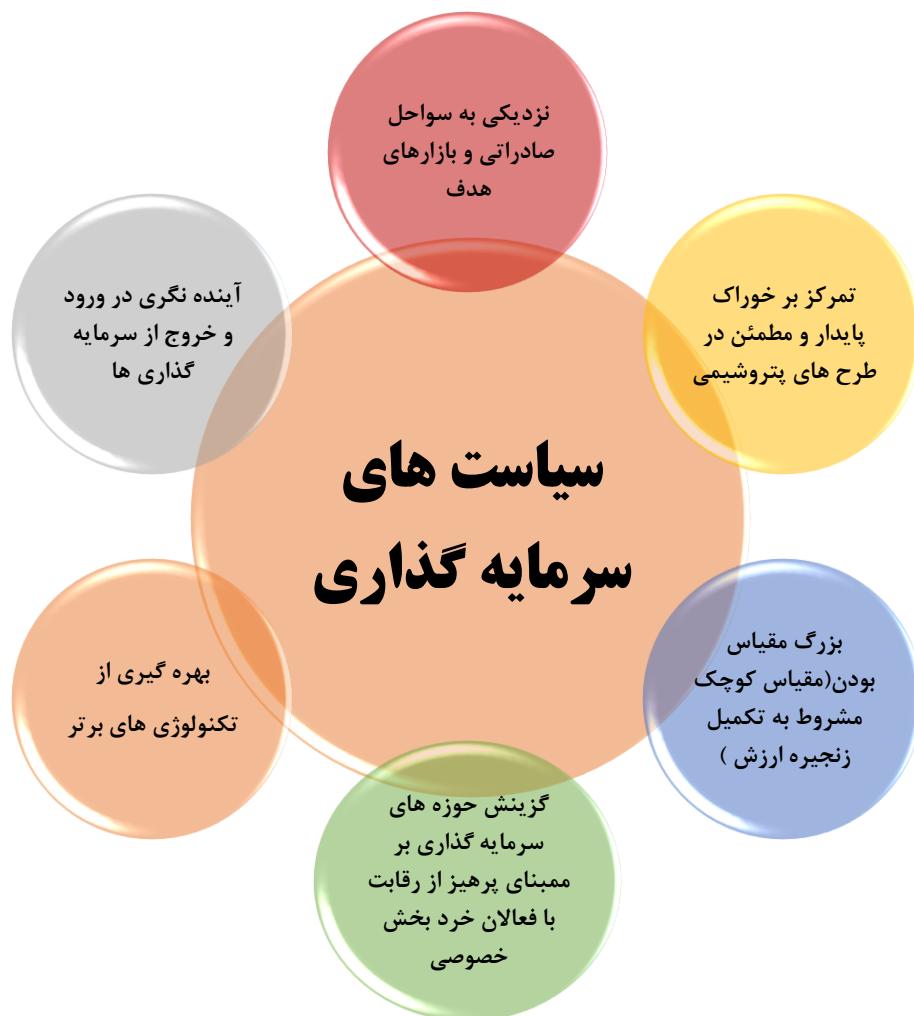 نزدیکی به سواحل
صادراتی و بازارهای
هدف
تمرکز بر خوراک
پایدار و مطمئن در
طرح های پتروشیمی
بزرگ مقیاس
بودن(مقیاس کوچک
مشروط به تکمیل
زنجیره ارزش )
گزینش حوزه های
سرمایه گذاری بر
ممبنای پرهیز از رقابت
با فعالان خرد بخش
خصوصی
بهره گیری از
تکنولوژی های برتر
آینده نگری در ورود
و خروج از سرمایه
گذاری ها
سیاست های
سرمایه گذاری